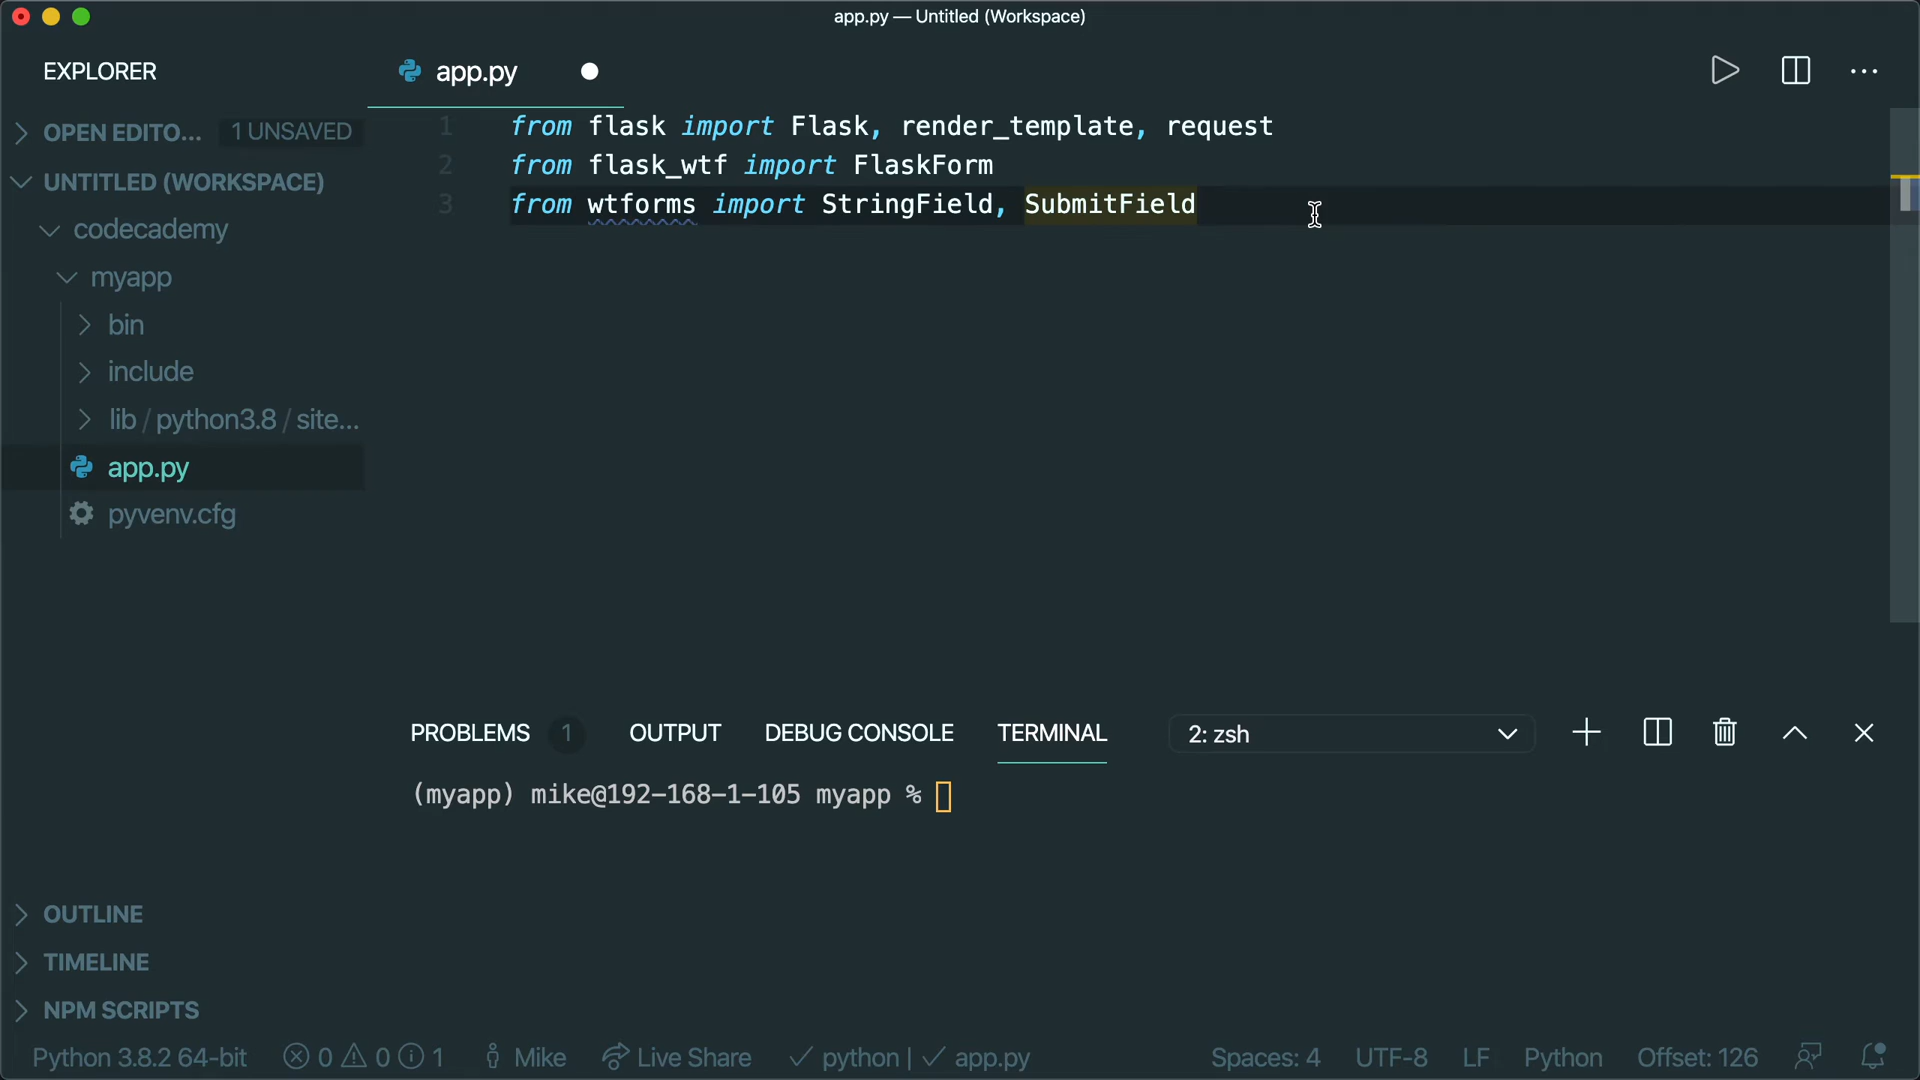 app.py — Untitled (Workspace)
EXPLORER
app.py
OPEN EDITO... 1 UNSAVED
UNTITLED (WORKSPACE)
codecademy
myapp
bin
include
lib / python3.8 / site...
app.py
pyvenv.cfg
1 from flask import Flask, render_template, request
2 from flask_wtf import FlaskForm
3 from wtforms import StringField, SubmitField
PROBLEMS 1 OUTPUT DEBUG CONSOLE TERMINAL 2: zsh
(myapp) mike@192-168-1-105 myapp %
OUTLINE
TIMELINE
NPM SCRIPTS
Python 3.8.2 64-bit 0 0 1 Mike Live Share python | app.py Spaces: 4 UTF-8 LF Python Offset: 126